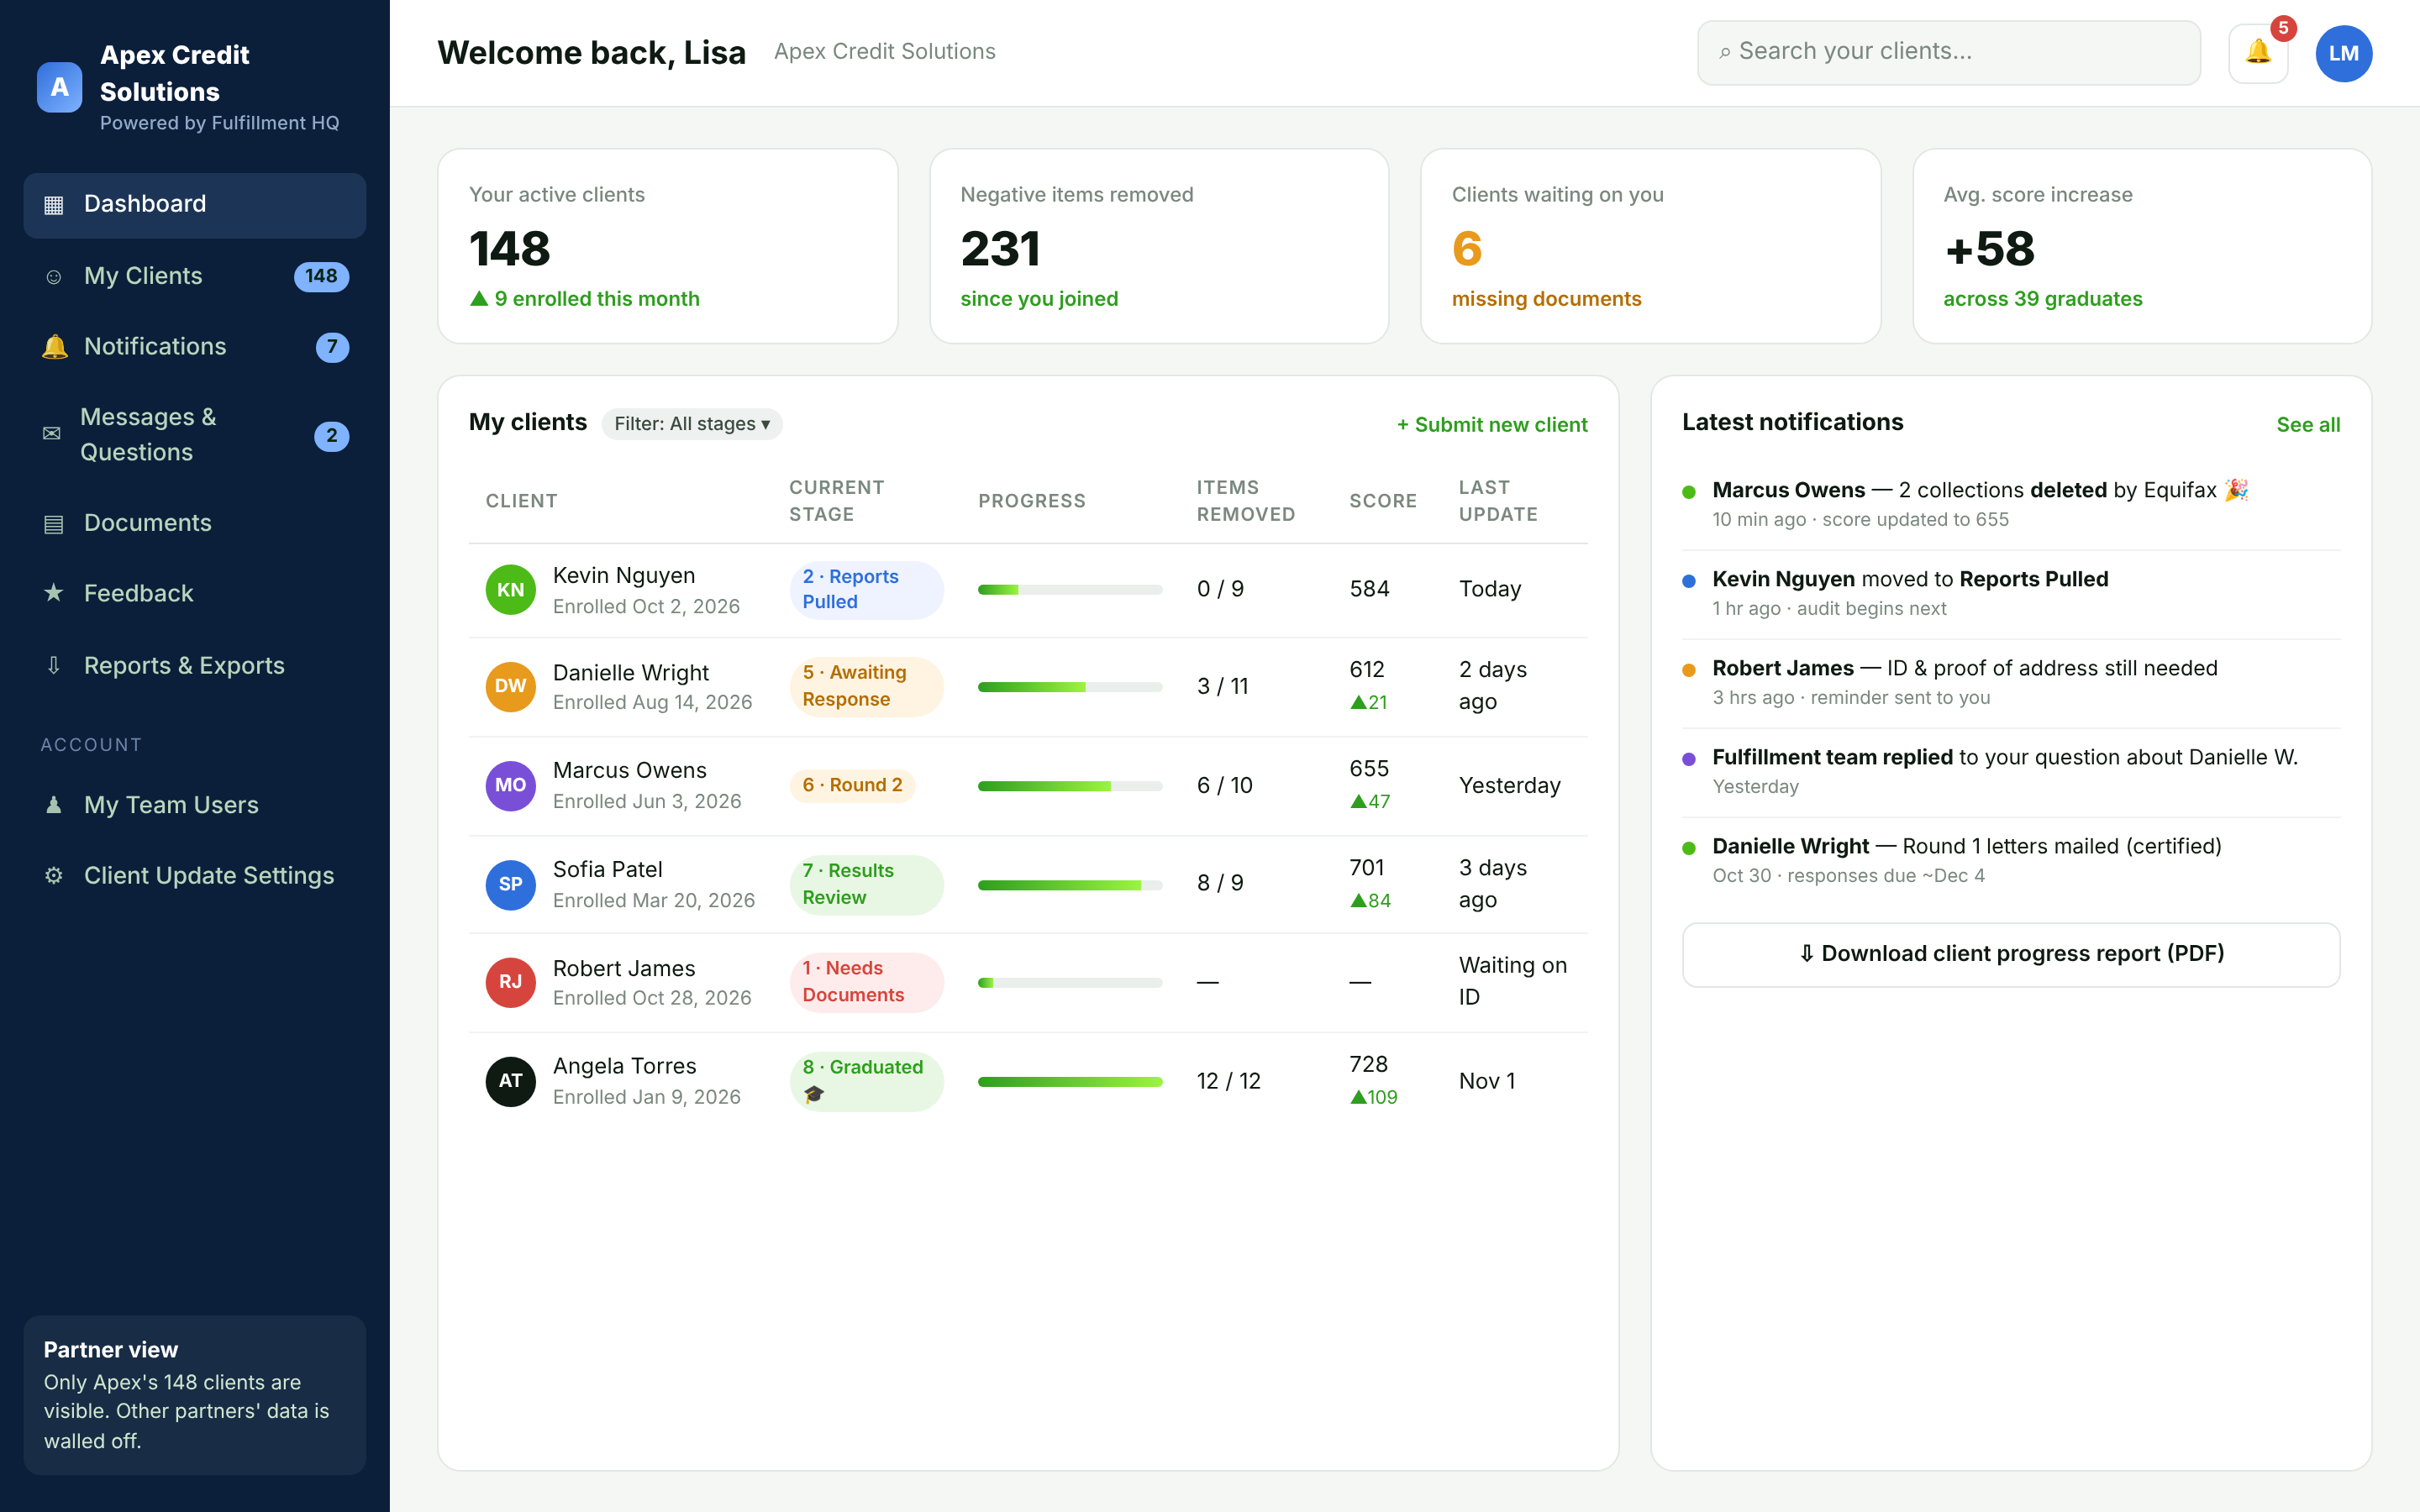 A
Apex Credit
Solutions
Powered by Fulfillment HQ
Dashboard
My Clients
148
Notifications
7
Messages &
Questions
2
Documents
Feedback
Reports & Exports
ACCOUNT
My Team Users
Client Update Settings
Partner view
Only Apex's 148 clients are
visible. Other partners' data is
walled off.
Welcome back, Lisa
Apex Credit Solutions
Search your clients...
5
LM
Your active clients
148
▲ 9 enrolled this month
Negative items removed
231
since you joined
Clients waiting on you
6
missing documents
Avg. score increase
+58
across 39 graduates
My clients
Filter: All stages ▾
+ Submit new client
CLIENT
CURRENT
STAGE
PROGRESS
ITEMS
REMOVED
SCORE
LAST
UPDATE
KN
Kevin Nguyen
Enrolled Oct 2, 2026
2 · Reports
Pulled
0 / 9
584
Today
DW
Danielle Wright
Enrolled Aug 14, 2026
5 · Awaiting
Response
3 / 11
612
▲21
2 days
ago
MO
Marcus Owens
Enrolled Jun 3, 2026
6 · Round 2
6 / 10
655
▲47
Yesterday
SP
Sofia Patel
Enrolled Mar 20, 2026
7 · Results
Review
8 / 9
701
▲84
3 days
ago
RJ
Robert James
Enrolled Oct 28, 2026
1 · Needs
Documents
—
—
Waiting on
ID
AT
Angela Torres
Enrolled Jan 9, 2026
8 · Graduated
🎓
12 / 12
728
▲109
Nov 1
Latest notifications
See all
Marcus Owens — 2 collections deleted by Equifax 🎉
10 min ago · score updated to 655
Kevin Nguyen moved to Reports Pulled
1 hr ago · audit begins next
Robert James — ID & proof of address still needed
3 hrs ago · reminder sent to you
Fulfillment team replied to your question about Danielle W.
Yesterday
Danielle Wright — Round 1 letters mailed (certified)
Oct 30 · responses due ~Dec 4
⇩ Download client progress report (PDF)